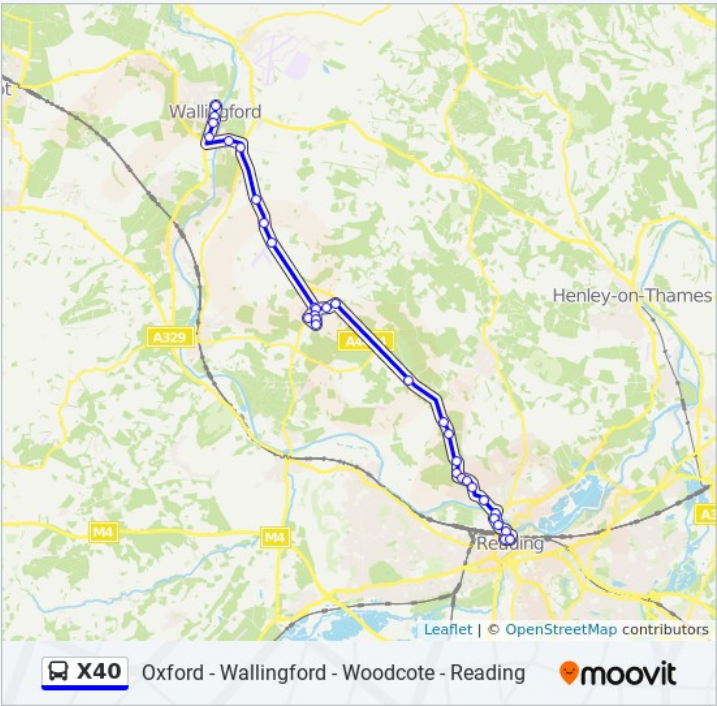 Wallingford
Henley-on-Thames
A329
M4
M4
Reading
Leaflet | © OpenStreetMap contributors
X40 Oxford - Wallingford - Woodcote - Reading moovit